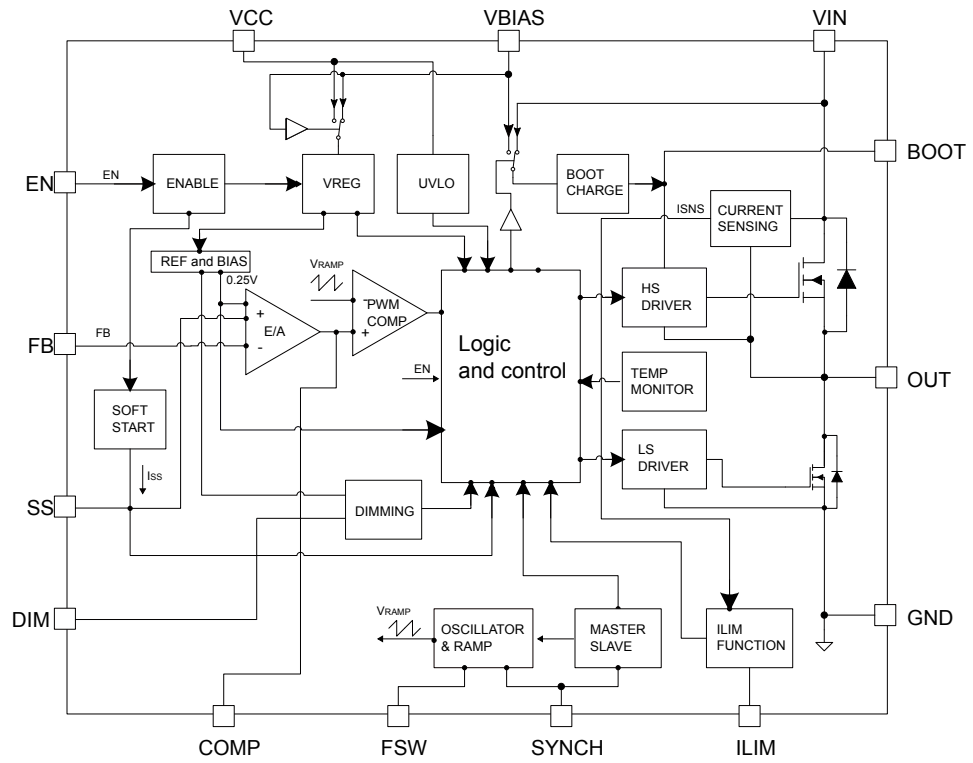 VCC
VBIAS
VIN
BOOT
EN
EN
ENABLE
VREG
UVLO
BOOT
CHARGE
ISNS
CURRENT
SENSING
REF and BIAS
0.25V
VRAMP
HS
DRIVER
+
E/A
-
-
PWM
COMP
+
FB
FB
Logic
and control
EN
TEMP
MONITOR
OUT
SOFT
START
ISS
LS
DRIVER
SS
DIMMING
DIM
VRAMP
OSCILLATOR
& RAMP
MASTER
SLAVE
ILIM
FUNCTION
GND
COMP
FSW
SYNCH
ILIM